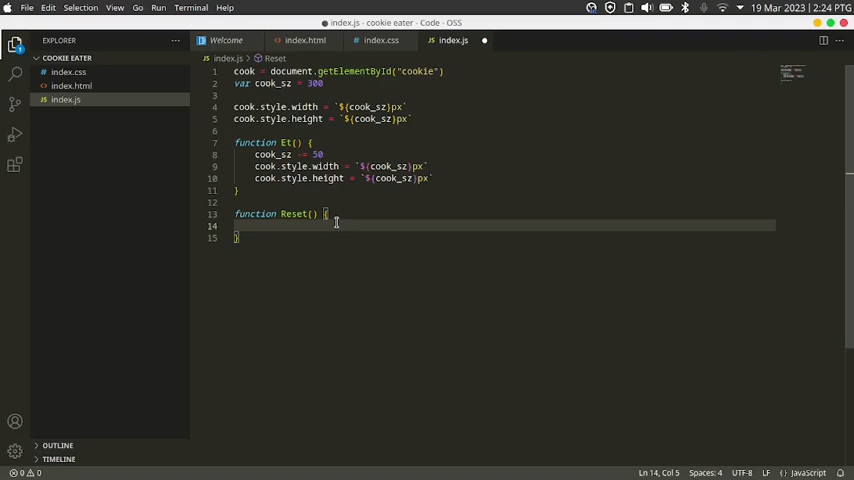 File Edit Selection View Go Run Terminal Help 19 Mar 2023 | 2:24 PTG
index.js - cookie eater - Code - OSS
EXPLORER ··· Welcome index.html index.css JS index.js
COOKIE EATER
index.css
index.html
JS index.js
JS index.js > Reset
1 cook = document.getElementById("cookie")
2 var cook_sz = 300
3
4 cook.style.width = `${cook_sz}px`
5 cook.style.height = `${cook_sz}px`
6
7 function Et() {
8 cook_sz -= 50
9 cook.style.width = `${cook_sz}px`
10 cook.style.height = `${cook_sz}px`
11 }
12
13 function Reset() {
14
15 }
OUTLINE
TIMELINE
0 0 Ln 14, Col 5 Spaces: 4 UTF-8 LF { } JavaScript